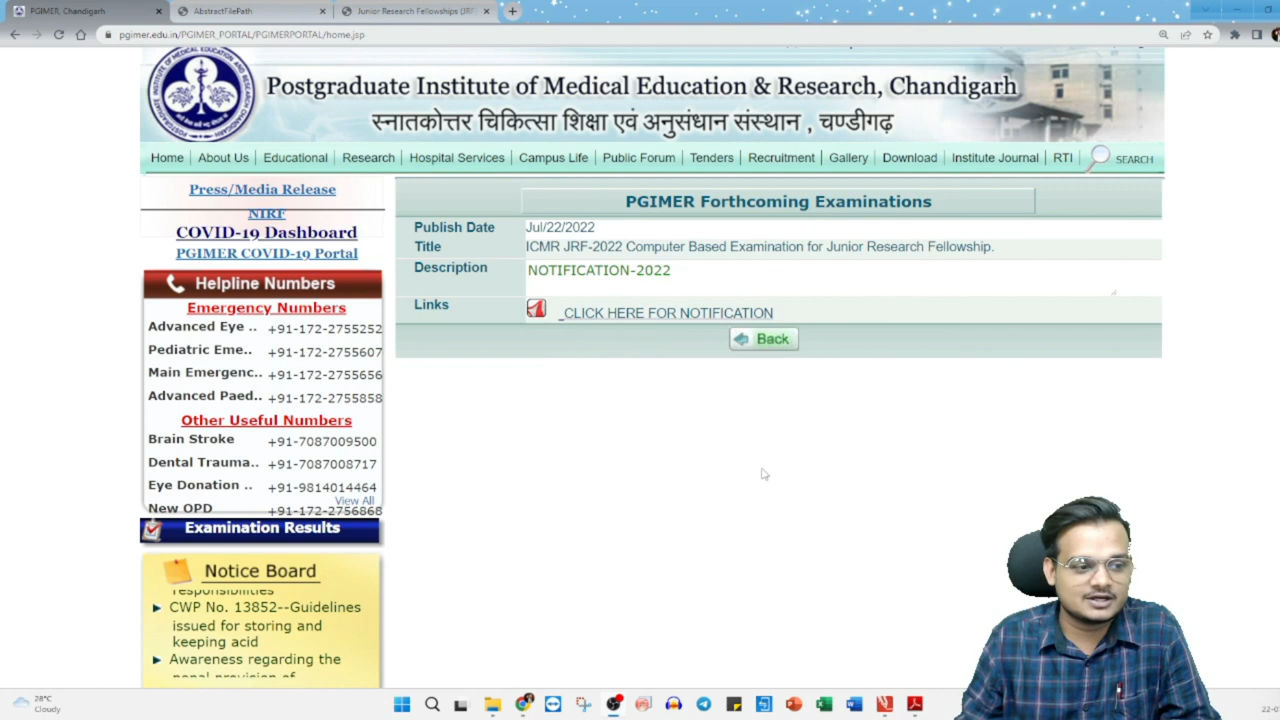 PGIMER, Chandigarh
AbstractFilePath
Junior Research Fellowships (JRF
pgimer.edu.in/PGIMER_PORTAL/PGIMERPORTAL/home.jsp
Postgraduate Institute of Medical Education & Research, Chandigarh
स्नातकोत्तर चिकित्सा शिक्षा एवं अनुसंधान संस्थान , चण्डीगढ़
Home | About Us | Educational | Research | Hospital Services | Campus Life | Public Forum | Tenders | Recruitment | Gallery | Download | Institute Journal | RTI | SEARCH
Press/Media Release
NIRF
COVID-19 Dashboard
PGIMER COVID-19 Portal
Helpline Numbers
Emergency Numbers
Advanced Eye .. +91-172-2755252
Pediatric Eme.. +91-172-2755607
Main Emergenc.. +91-172-2755656
Advanced Paed.. +91-172-2755858
Other Useful Numbers
Brain Stroke +91-7087009500
Dental Trauma.. +91-7087008717
Eye Donation .. +91-9814014464
View All
New OPD +91-172-2756868
Examination Results
Notice Board
responsibilities
CWP No. 13852--Guidelines
issued for storing and
keeping acid
Awareness regarding the
penal provision of
PGIMER Forthcoming Examinations
Publish Date Jul/22/2022
Title ICMR JRF-2022 Computer Based Examination for Junior Research Fellowship.
Description NOTIFICATION-2022
Links _CLICK HERE FOR NOTIFICATION
Back
28°C
Cloudy